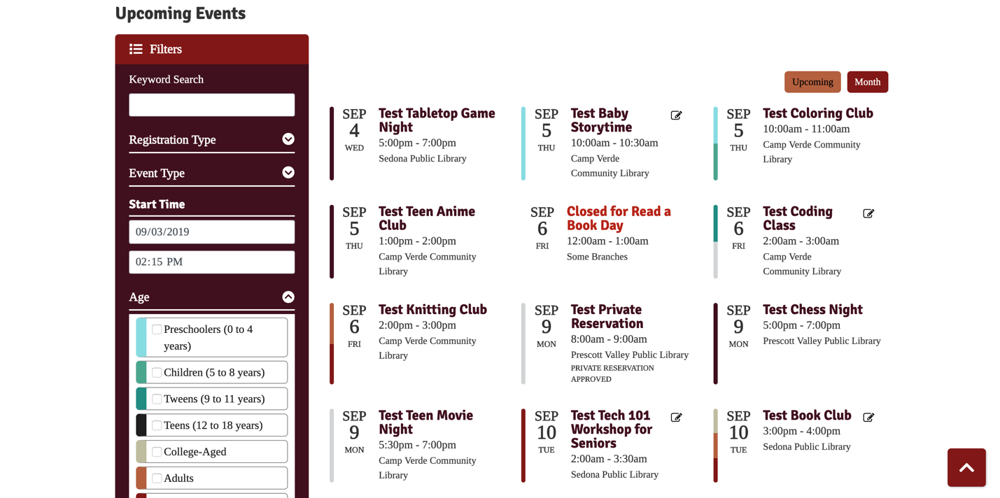 Upcoming Events
Filters
Keyword Search
Registration Type
Event Type
Start Time
09/03/2019
02:15 PM
Age
Preschoolers (0 to 4
years)
Children (5 to 8 years)
Tweens (9 to 11 years)
Teens (12 to 18 years)
College-Aged
Adults
Upcoming
Month
SEP
4
WED
Test Tabletop Game
Night
5:00pm - 7:00pm
Sedona Public Library
SEP
5
THU
Test Baby
Storytime
10:00am - 10:30am
Camp Verde
Community Library
SEP
5
THU
Test Coloring Club
10:00am - 11:00am
Camp Verde Community
Library
SEP
5
THU
Test Teen Anime
Club
1:00pm - 2:00pm
Camp Verde Community
Library
SEP
6
FRI
Closed for Read a
Book Day
12:00am - 1:00am
Some Branches
SEP
6
FRI
Test Coding
Class
2:00am - 3:00am
Camp Verde
Community Library
SEP
6
FRI
Test Knitting Club
2:00pm - 3:00pm
Camp Verde Community
Library
SEP
9
MON
Test Private
Reservation
8:00am - 9:00am
Prescott Valley Public Library
PRIVATE RESERVATION
APPROVED
SEP
9
MON
Test Chess Night
5:00pm - 7:00pm
Prescott Valley Public Library
SEP
9
MON
Test Teen Movie
Night
5:30pm - 7:00pm
Camp Verde Community
Library
SEP
10
TUE
Test Tech 101
Workshop for
Seniors
2:00am - 3:30am
Sedona Public Library
SEP
10
TUE
Test Book Club
3:00pm - 4:00pm
Sedona Public Library